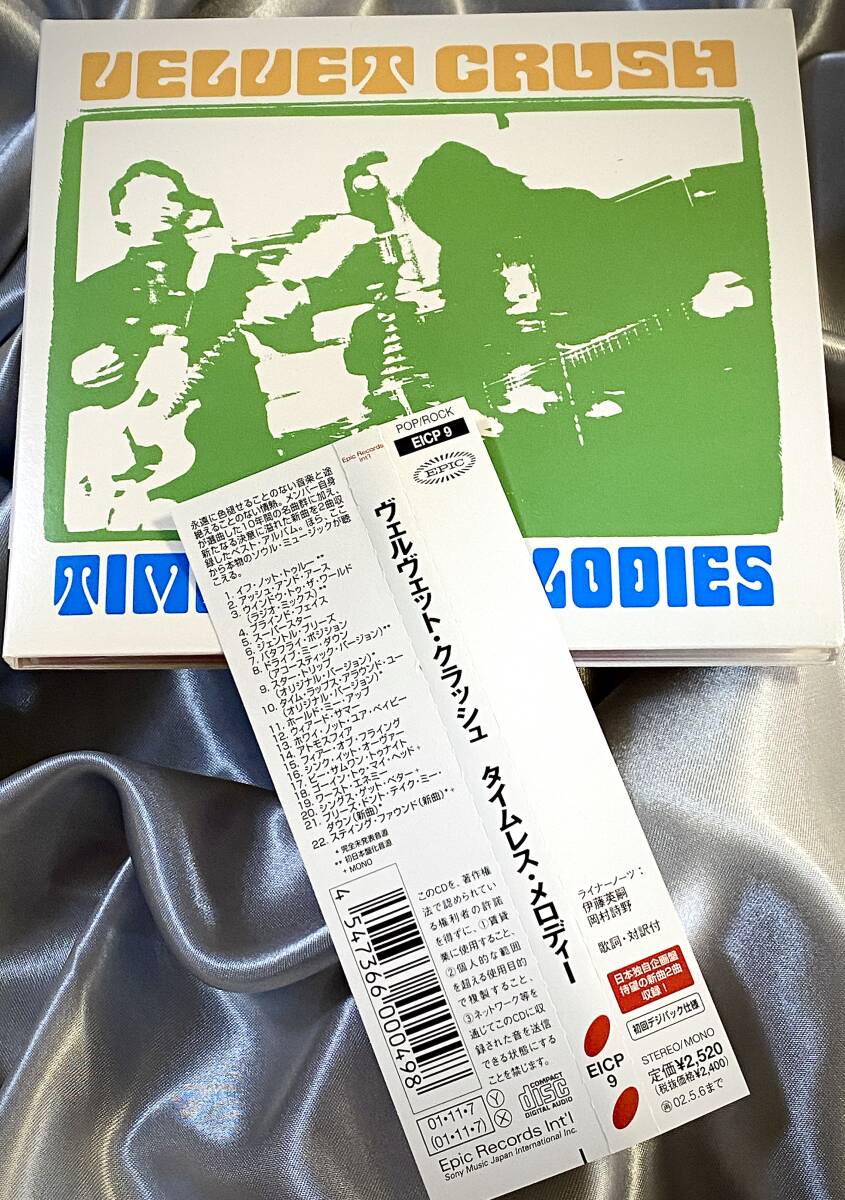 VELVET CRUSH
TIM
LODIES
POP/ROCK
EICP 9
EPIC
Epic Records
Int'l
永遠に色褪せることのない音楽と途
絶えることのない情熱。メンバー自身
が選曲した10年間の名曲群に加え、
新たなる決意に溢れた新曲を2曲収
録したベスト・アルバム。ほら、ここ
から本物のソウル・ミュージックが聴
こえる。
1. イフ・ノット・トゥルー**
2. アッシュ・アンド・アース
3. ウインドウ・トゥ・ザ・ワールド
(ラジオ・ミックス)*
4. ブラインド・フェイス
5. スーパースター
6. ジェントル・ブリーズ
7. バタフライ・ポジション
8. ドライブ・ミー・ダウン
(アコースティック・バージョン)**
9. スター・トリップ
(オリジナル・バージョン)*
10. タイム・ラップス・アラウンド・ユー
(オリジナル・バージョン)*
11. ホールド・ミー・アップ
12. ウィアード・サマー
13. ホワイ・ノット・ユア・ベイビー
14. アトモスフィア
15. フィアー・オブ・フライング
16. シンク・イット・オーヴァー
17. ビー・サムワン・トゥナイト
18. ゴーイン・トゥ・マイ・ヘッド+
19. ワースト・エネミー
20. シングス・ゲット・ベター+
21. プリーズ・ドント・テイク・ミー・
ダウン(新曲)*
22. スティング・ファウンド(新曲)*+
* 完全未発表音源
** 初日本盤化音源
+ MONO
4 547366 000498
このCDを、著作権
法で認められてい
る権利者の許諾
を得ずに、①賃貸
業に使用すること、
②個人的な範囲
を超える使用目的
で複製すること、
③ネットワーク等を
通じてこのCDに収
録された音を送信
できる状態にする
ことを禁じます。
01・11・7
(01・11・7)
Y
X
COMPACT
disc
DIGITAL AUDIO
Epic Records Int'l
Sony Music Japan International Inc.
ヴェルヴェット・クラッシュ タイムレス・メロディー
EICP
9
ライナーノーツ：
伊藤英嗣
岡村詩野
歌詞・対訳付
日本独自企画盤
待望の新曲2曲
収録！
初回デジパック仕様
STEREO/MONO
定価¥2,520
(税抜価格¥2,400)
再 02.5.6まで